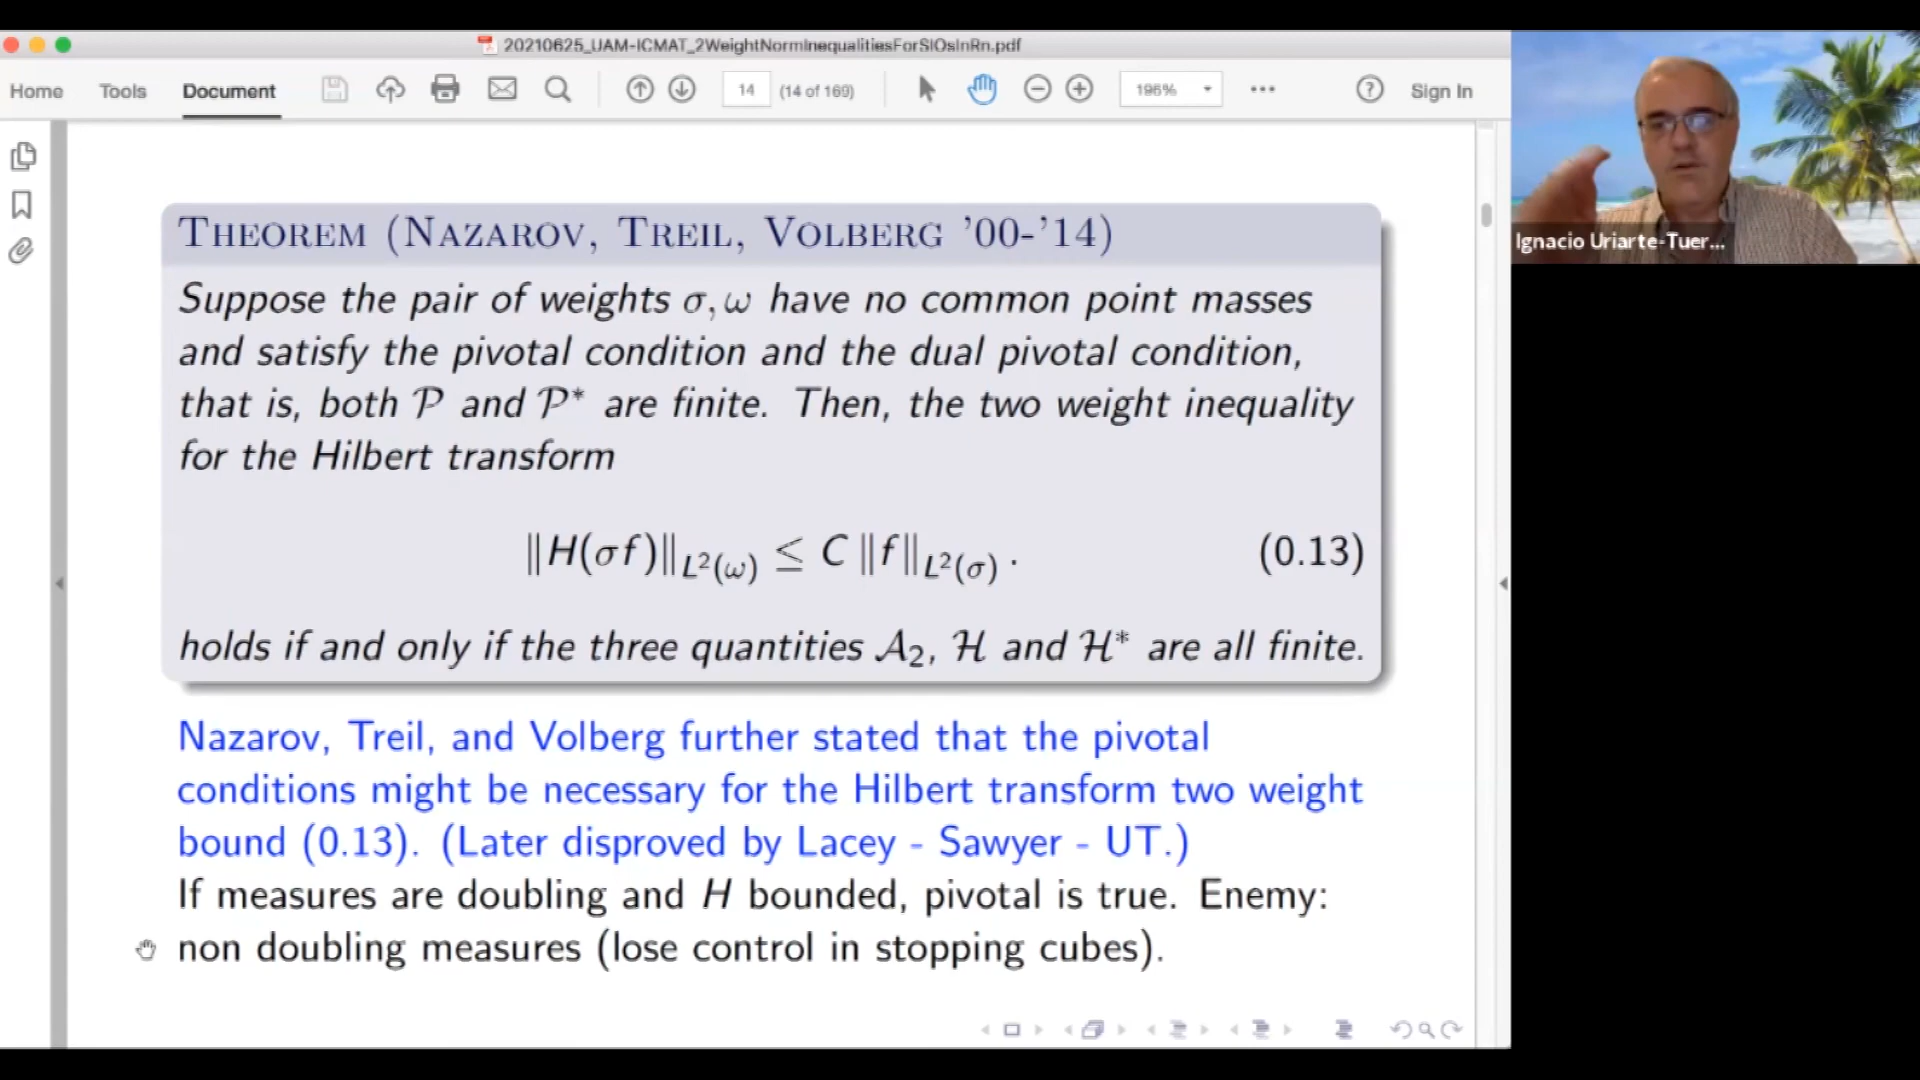 20210625_UAM-ICMAT_2WeightNormInequalitiesForSIOsInRn.pdf
Home Tools Document 14 (14 of 169) 196% Sign In
Ignacio Uriarte-Tuer...
THEOREM (NAZAROV, TREIL, VOLBERG '00-'14)
Suppose the pair of weights σ, ω have no common point masses
and satisfy the pivotal condition and the dual pivotal condition,
that is, both 𝒫 and 𝒫* are finite. Then, the two weight inequality
for the Hilbert transform
‖H(σf)‖_{L²(ω)} ≤ C ‖f‖_{L²(σ)} . (0.13)
holds if and only if the three quantities 𝒜₂, ℋ and ℋ* are all finite.
Nazarov, Treil, and Volberg further stated that the pivotal
conditions might be necessary for the Hilbert transform two weight
bound (0.13). (Later disproved by Lacey - Sawyer - UT.)
If measures are doubling and H bounded, pivotal is true. Enemy:
non doubling measures (lose control in stopping cubes).